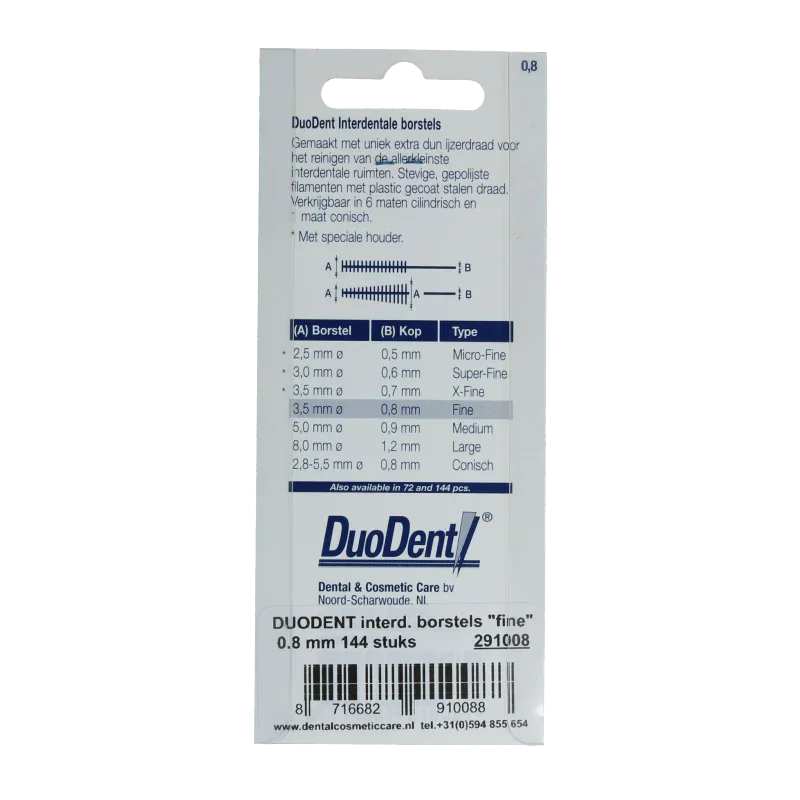 0,8
DuoDent Interdentale borstels
Gemaakt met uniek extra dun ijzerdraad voor
het reinigen van de allerkleinste
interdentale ruimten. Stevige, gepolijste
filamenten met plastic gecoat stalen draad.
Verkrijgbaar in 6 maten cilindrisch en
1 maat conisch.
* Met speciale houder.
A B
A A B
(A) Borstel (B) Kop Type
* 2,5 mm ø 0,5 mm Micro-Fine
* 3,0 mm ø 0,6 mm Super-Fine
* 3,5 mm ø 0,7 mm X-Fine
3,5 mm ø 0,8 mm Fine
5,0 mm ø 0,9 mm Medium
8,0 mm ø 1,2 mm Large
2,8-5,5 mm ø 0,8 mm Conisch
Also available in 72 and 144 pcs.
DuoDent ®
Dental & Cosmetic Care bv
Noord-Scharwoude, NL
DUODENT interd. borstels "fine"
0.8 mm 144 stuks 291008
8 716682 910088
www.dentalcosmeticcare.nl tel.+31(0)594 855 654